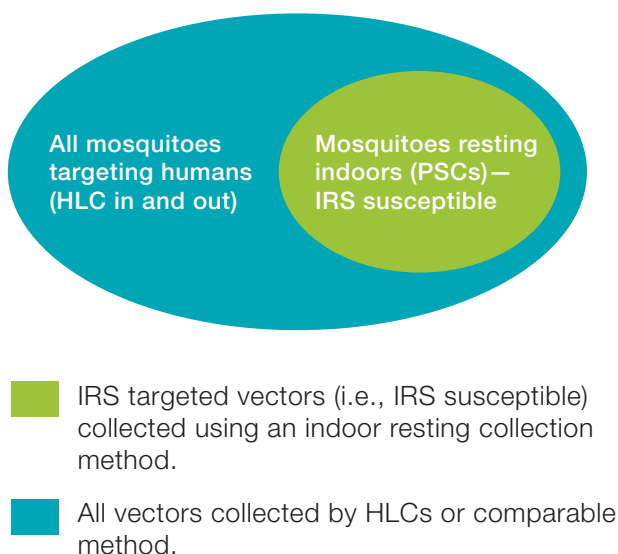 All mosquitoes
targeting humans
(HLC in and out)
Mosquitoes resting
indoors (PSCs)—
IRS susceptible
IRS targeted vectors (i.e., IRS susceptible)
collected using an indoor resting collection
method.
All vectors collected by HLCs or comparable
method.